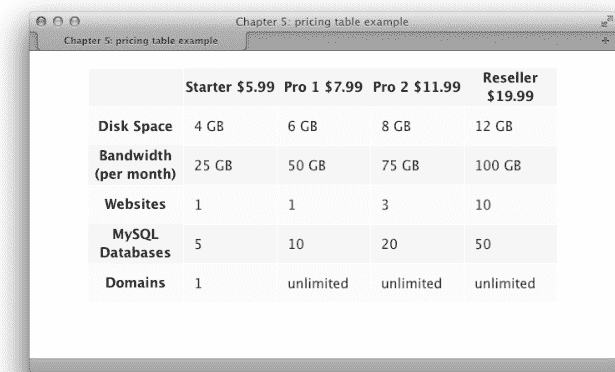 Chapter 5: pricing table example
Chapter 5: pricing table example
Starter $5.99 Pro 1 $7.99 Pro 2 $11.99 Reseller
$19.99
Disk Space 4 GB 6 GB 8 GB 12 GB
Bandwidth
(per month) 25 GB 50 GB 75 GB 100 GB
Websites 1 1 3 10
MySQL
Databases 5 10 20 50
Domains 1 unlimited unlimited unlimited